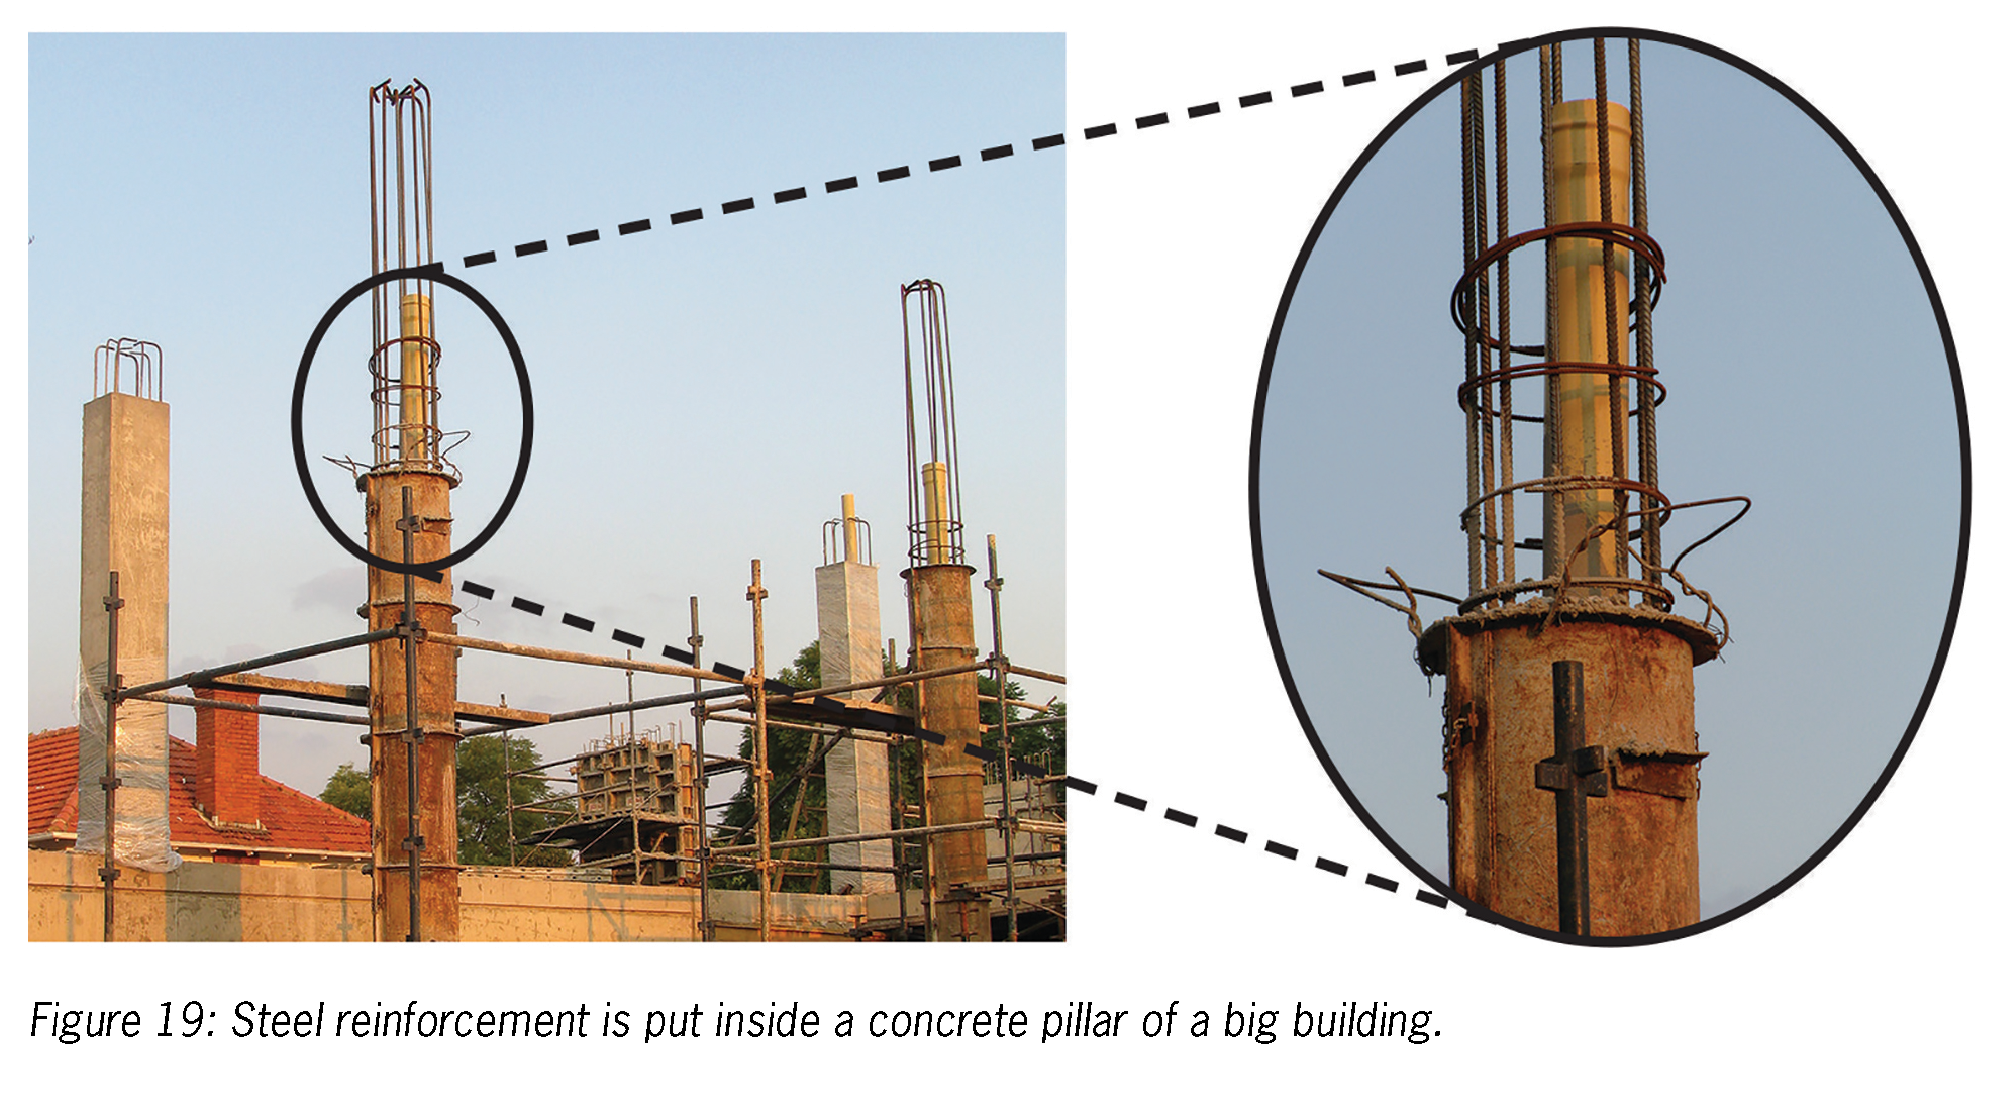 Figure 19: Steel reinforcement is put inside a concrete pillar of a big building.